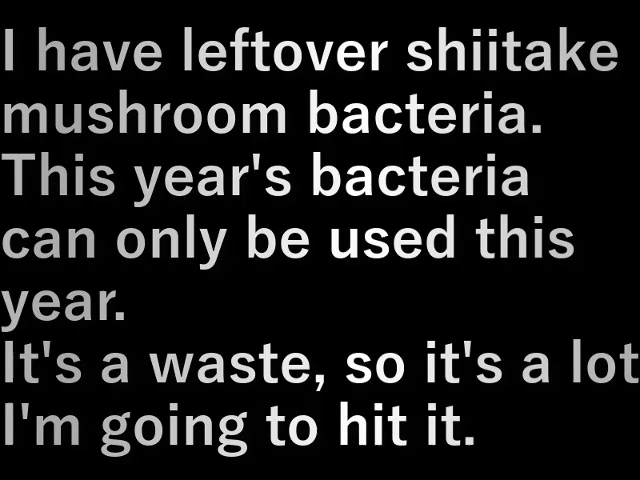 I have leftover shiitake
mushroom bacteria.
This year's bacteria
can only be used this
year.
It's a waste, so it's a lot
I'm going to hit it.